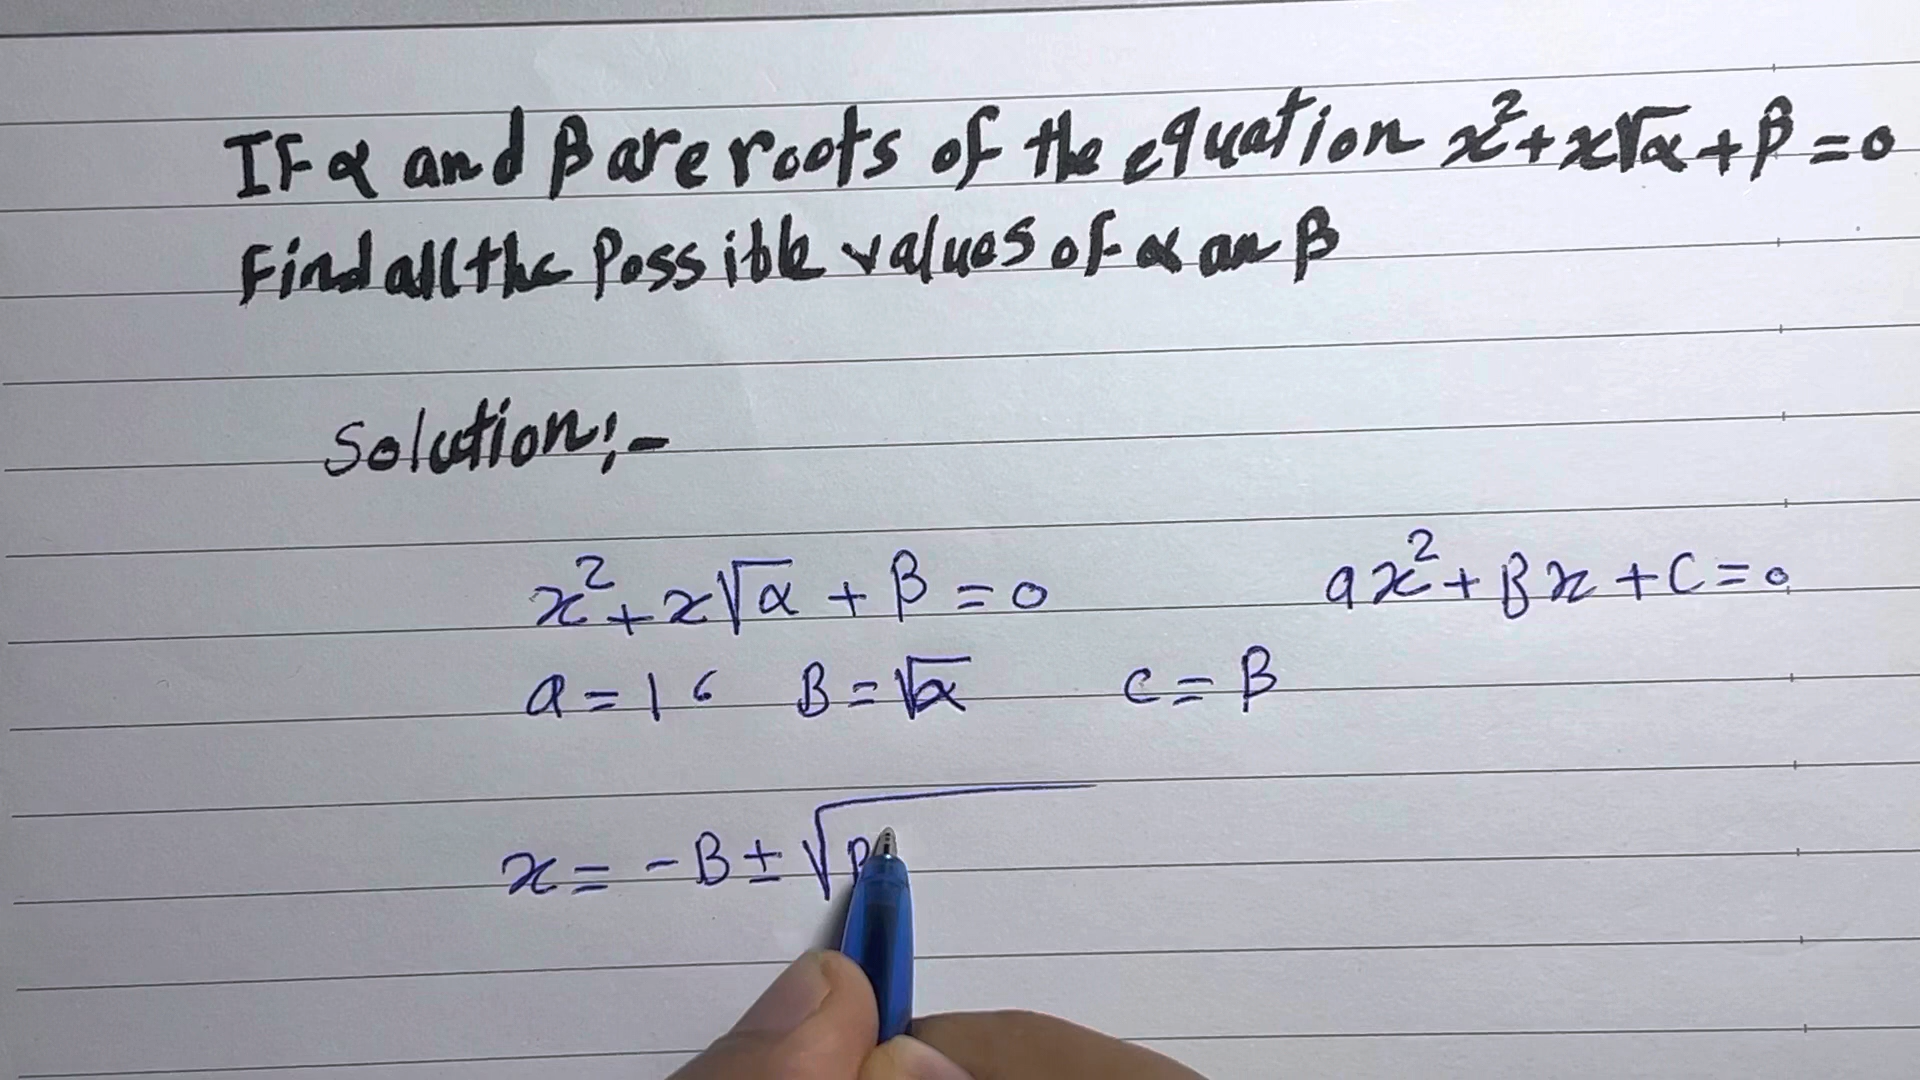 If α and β are roots of the equation x²+x√α+β=0
Find all the Possible values of α an β
Solution:-
x²+x√α+β=0
ax²+Bx+C=0
a=1, B=√α C=β
x=-B±√B